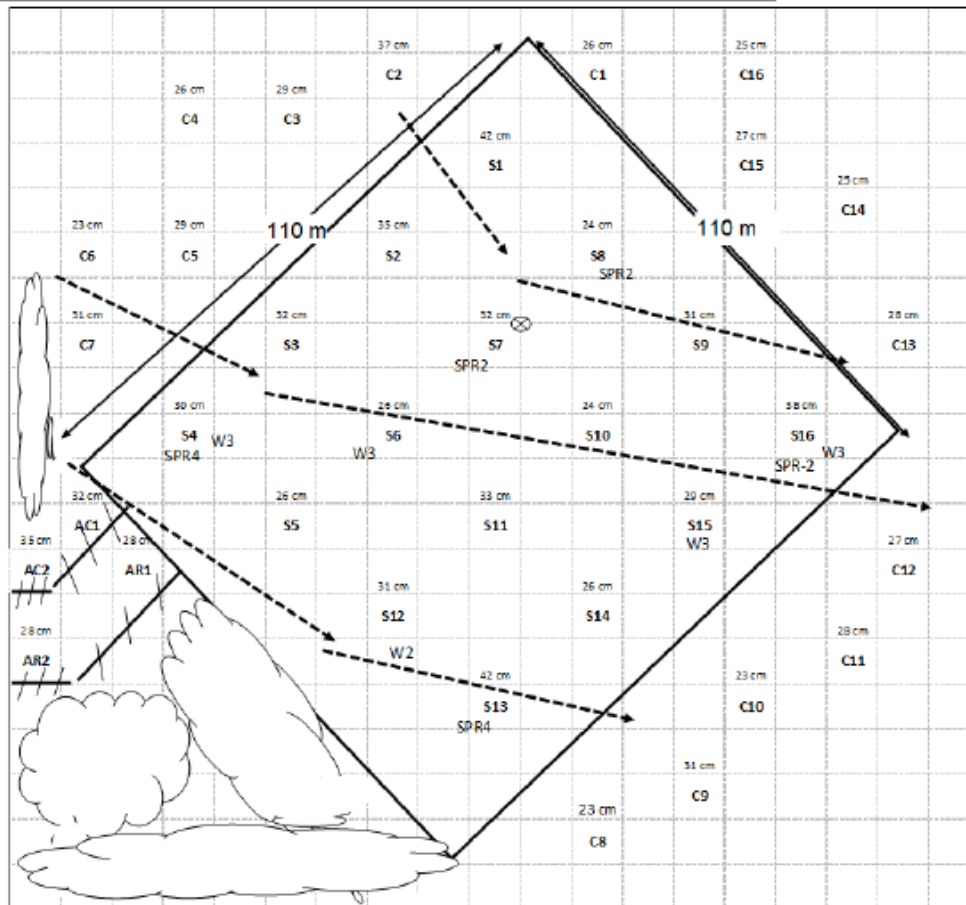 37 cm 26 cm 25 cm
C2 C1 C16
26 cm 29 cm
C4 C3
42 cm 27 cm
S1 C15
25 cm
C14
110 m 110 m
23 cm 29 cm 35 cm 24 cm
C6 C5 S2 S8
SPR2
31 cm 32 cm 32 cm 31 cm 28 cm
C7 S3 S7 S9 C13
SPR2
30 cm 26 cm 24 cm 38 cm
S4 W3 S6 S10 S16
SPR4 W3 SPR-2 W3
32 cm 26 cm 33 cm 29 cm
AC1 S5 S11 S15
W3
35 cm 28 cm 27 cm
AC2 AR1 C12
31 cm 26 cm
S12 S14
28 cm 28 cm
AR2 W2 C11
42 cm 23 cm
S13 C10
SPR4
31 cm
C9
23 cm
C8